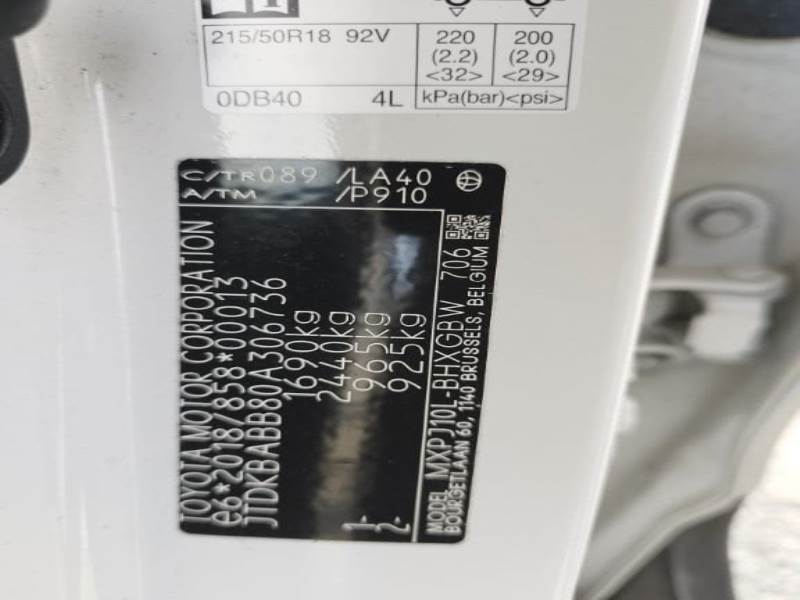 215/50R18 92V 220 200
(2.2) (2.0)
<32> <29>
0DB40 4L kPa(bar)<psi>
C/TR089 /LA40
A/TM /P910
TOYOTA MOTOR CORPORATION
e6*2018/858*00013
JTDKBABB80A306736
1690kg
2440kg
1- 965kg
2- 925kg
MODEL MXPJ10L-BHXGBW 706
BOURGETLAAN 60, 1140 BRUSSELS, BELGIUM